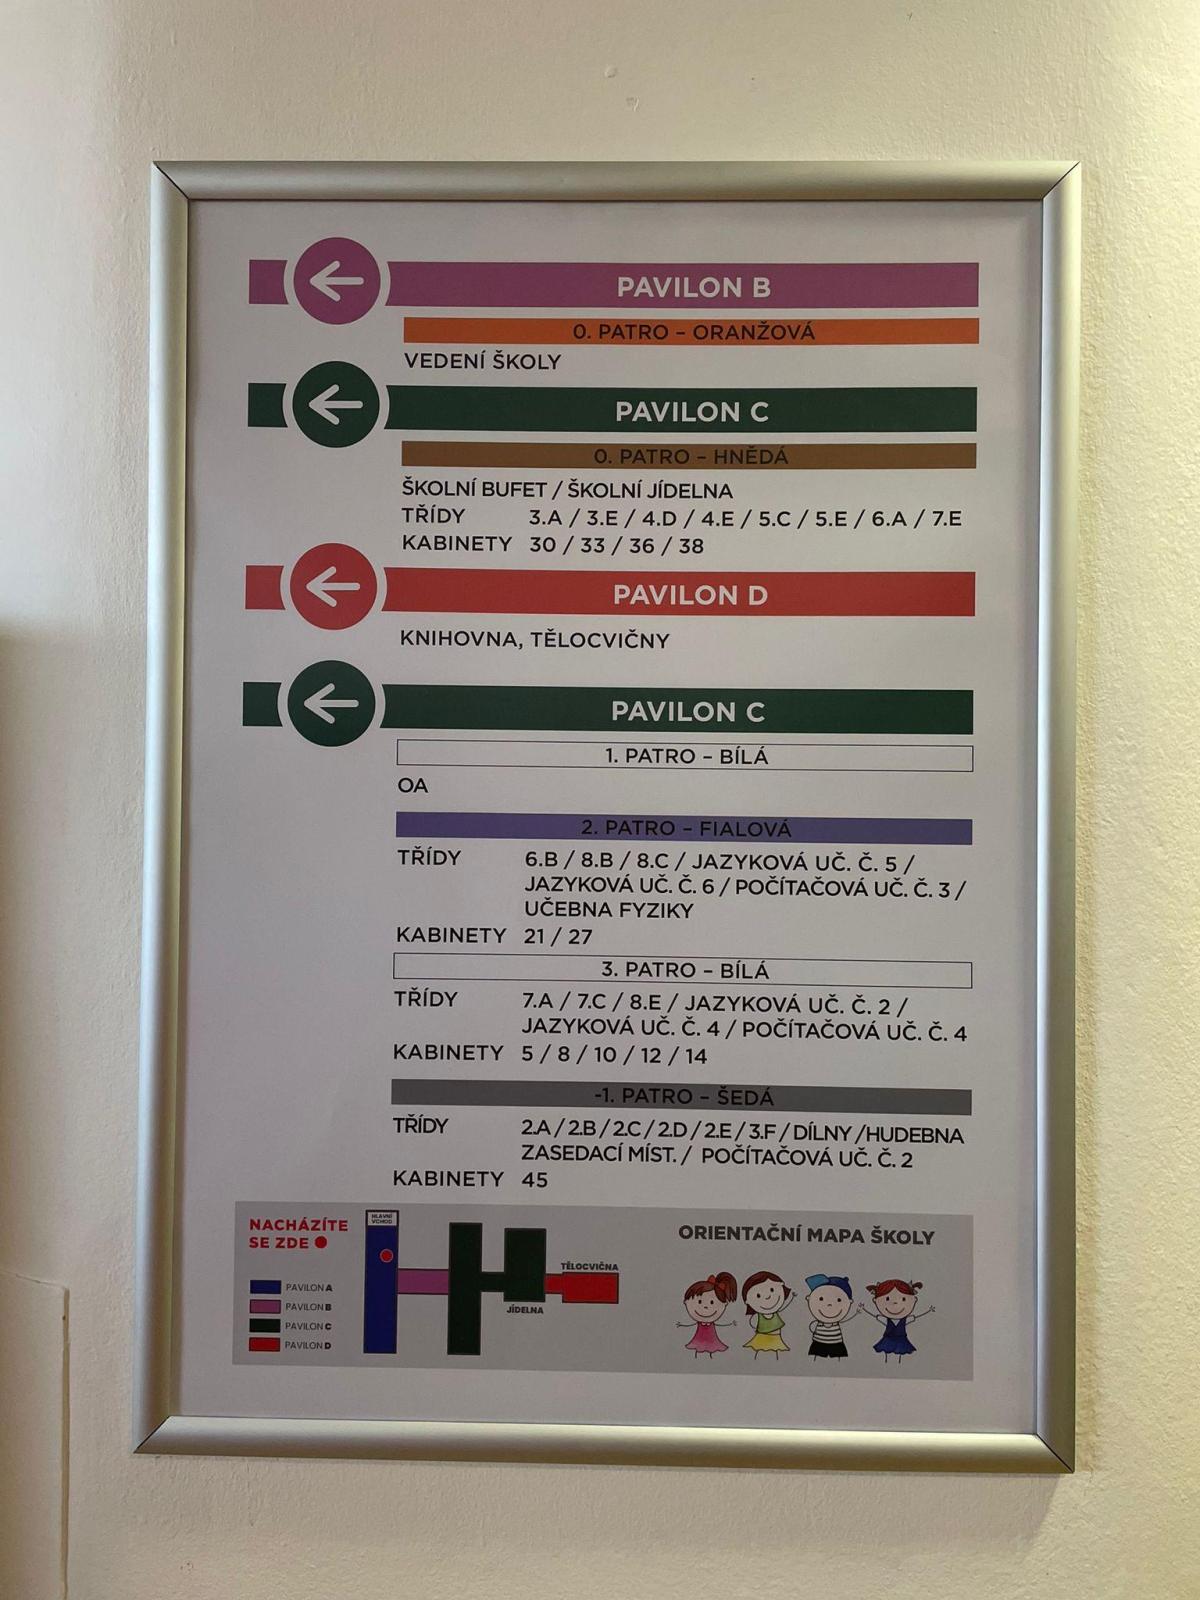 PAVILON B
0. PATRO – ORANŽOVÁ
VEDENÍ ŠKOLY
PAVILON C
0. PATRO – HNĚDÁ
ŠKOLNÍ BUFET / ŠKOLNÍ JÍDELNA
TŘÍDY 3.A / 3.E / 4.D / 4.E / 5.C / 5.E / 6.A / 7.E
KABINETY 30 / 33 / 36 / 38
PAVILON D
KNIHOVNA, TĚLOCVIČNY
PAVILON C
1. PATRO – BÍLÁ
OA
2. PATRO – FIALOVÁ
TŘÍDY 6.B / 8.B / 8.C / JAZYKOVÁ UČ. Č. 5 /
JAZYKOVÁ UČ. Č. 6 / POČÍTAČOVÁ UČ. Č. 3 /
UČEBNA FYZIKY
KABINETY 21 / 27
3. PATRO – BÍLÁ
TŘÍDY 7.A / 7.C / 8.E / JAZYKOVÁ UČ. Č. 2 /
JAZYKOVÁ UČ. Č. 4 / POČÍTAČOVÁ UČ. Č. 4
KABINETY 5 / 8 / 10 / 12 / 14
-1. PATRO – ŠEDÁ
TŘÍDY 2.A / 2.B / 2.C / 2.D / 2.E / 3.F / DÍLNY /HUDEBNA
ZASEDACÍ MÍST. / POČÍTAČOVÁ UČ. Č. 2
KABINETY 45
NACHÁZÍTE
SE ZDE
PAVILON A
PAVILON B
PAVILON C
PAVILON D
HLAVNÍ
VCHOD
JÍDELNA
TĚLOCVIČNA
ORIENTAČNÍ MAPA ŠKOLY